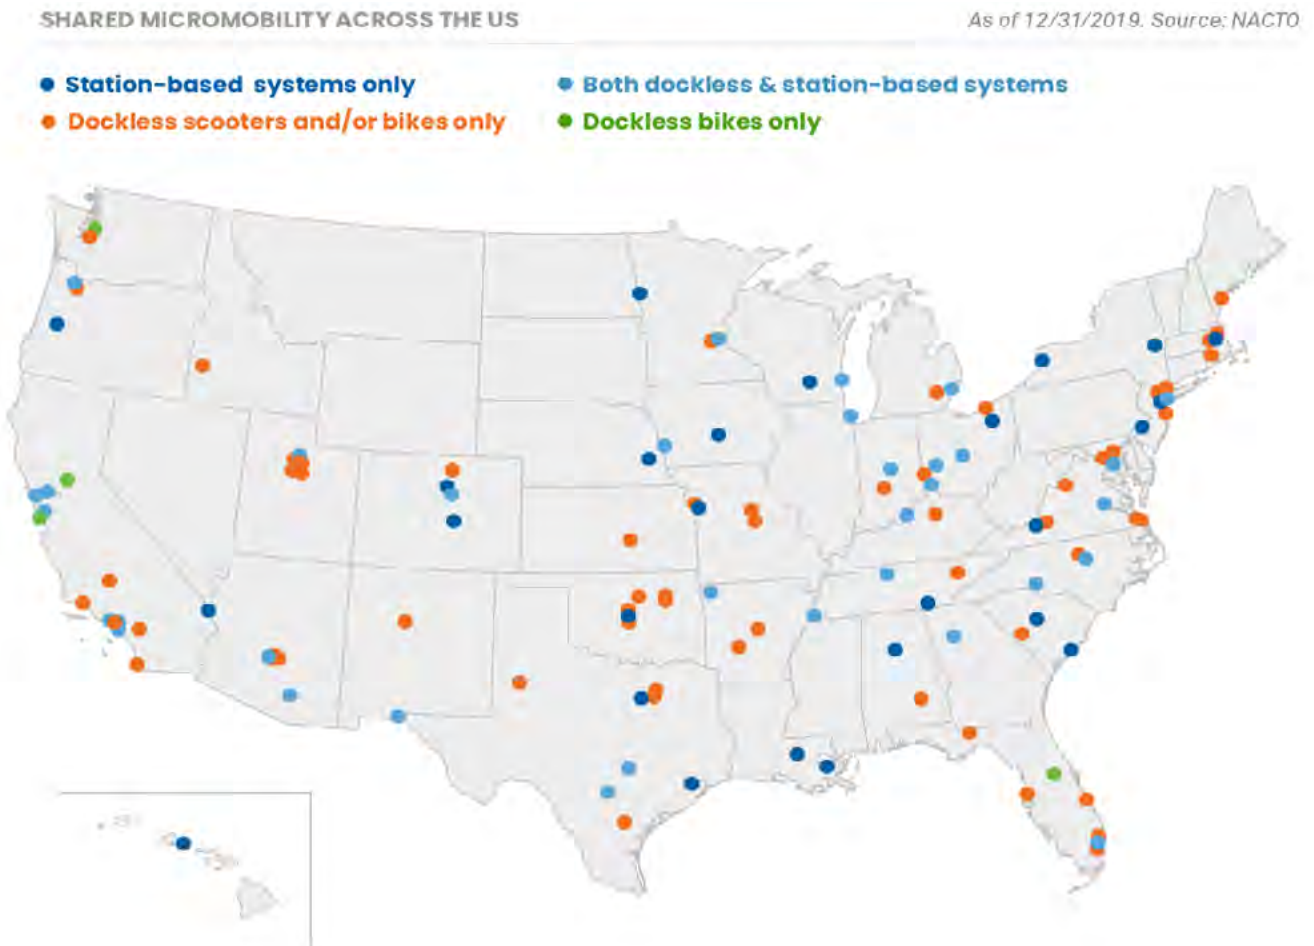 SHARED MICROMOBILITY ACROSS THE US
As of 12/31/2019. Source: NACTO
Station-based systems only
Both dockless & station-based systems
Dockless scooters and/or bikes only
Dockless bikes only